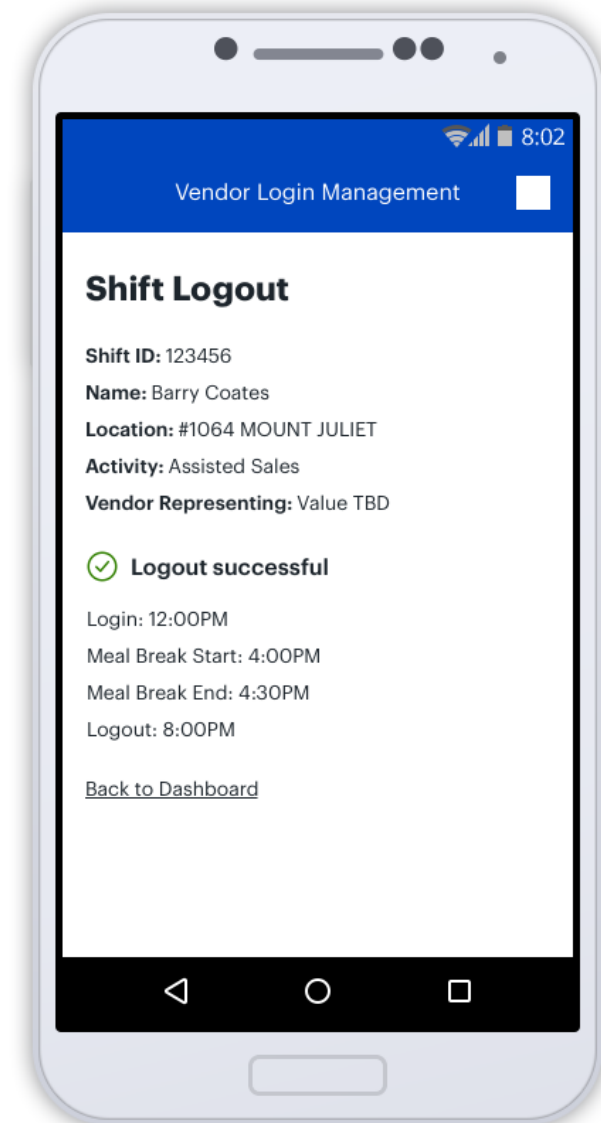 8:02
Vendor Login Management
Shift Logout
Shift ID: 123456
Name: Barry Coates
Location: #1064 MOUNT JULIET
Activity: Assisted Sales
Vendor Representing: Value TBD
Logout successful
Login: 12:00PM
Meal Break Start: 4:00PM
Meal Break End: 4:30PM
Logout: 8:00PM
Back to Dashboard